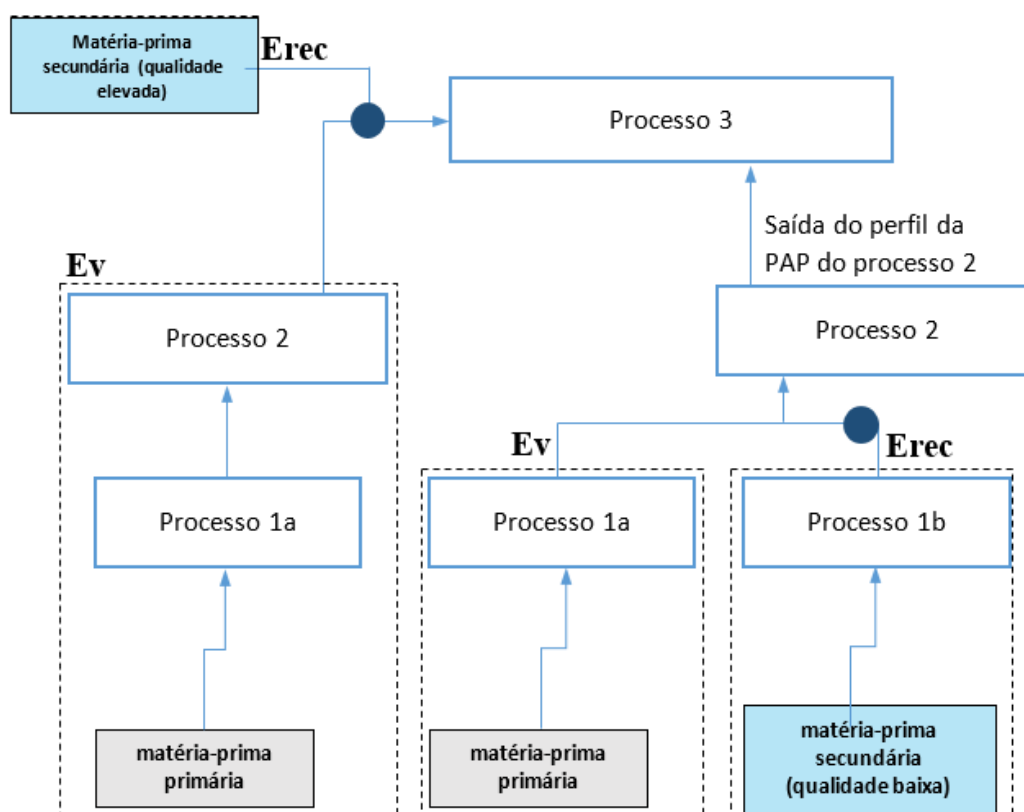 Matéria-prima
secundária (qualidade
elevada)
Erec
Processo 3
Saída do perfil da
PAP do processo 2
Ev
Processo 2
Processo 2
Ev
Erec
Processo 1a
Processo 1a
Processo 1b
matéria-prima
primária
matéria-prima
primária
matéria-prima
secundária
(qualidade baixa)